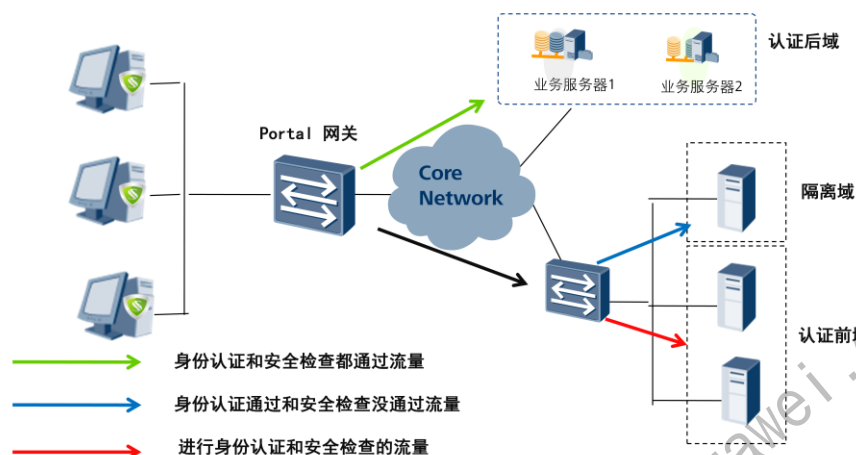 认证后域
业务服务器1
业务服务器2
Portal 网关
Core
Network
隔离域
认证前
身份认证和安全检查都通过流量
身份认证通过和安全检查没通过流量
进行身份认证和安全检查的流量